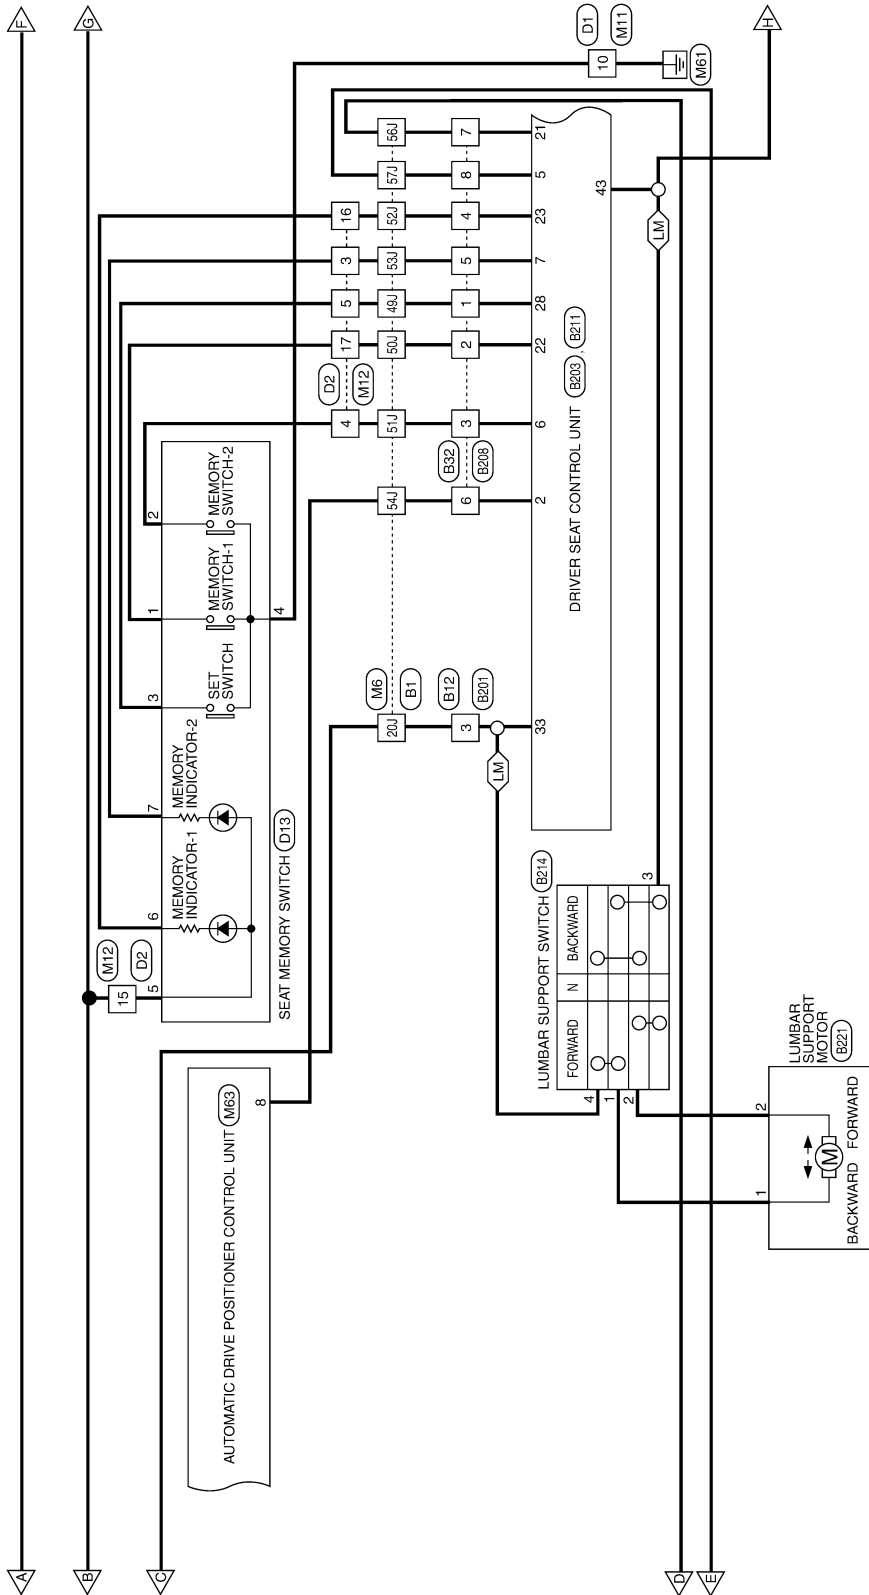 A
F
B
G
C
AUTOMATIC DRIVE POSITIONER CONTROL UNIT
M63
8
M12
D2
15
5
6
7
3
1
2
4
MEMORY
INDICATOR-1
MEMORY
INDICATOR-2
SET
SWITCH
MEMORY
SWITCH-1
MEMORY
SWITCH-2
SEAT MEMORY SWITCH
D13
D1
M11
10
M61
H
D2
M12
4
17
5
3
16
M6
B1
20J
54J
51J
50J
49J
53J
52J
57J
56J
B12
B201
3
B32
B208
6
3
2
1
5
4
8
7
LM
33
2
6
22
28
7
23
5
21
DRIVER SEAT CONTROL UNIT
B203
,
B211
43
LM
LUMBAR SUPPORT SWITCH
B214
FORWARD
N
BACKWARD
4
1
2
3
D
E
LUMBAR
SUPPORT
MOTOR
B221
1
2
M
BACKWARD
FORWARD